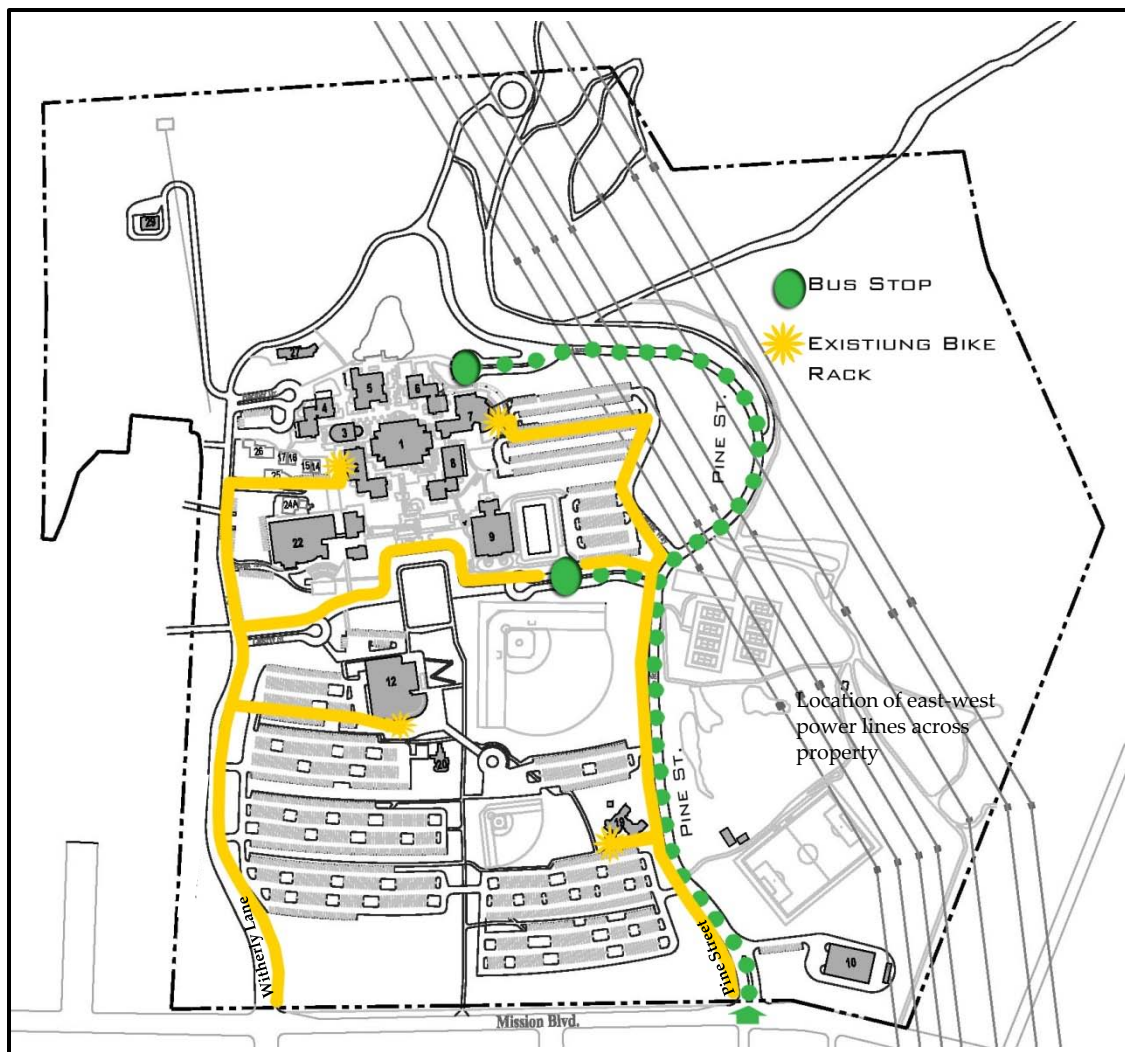 29
BUS STOP
EXISTIUNG BIKE
RACK
27
5
6
4
7
3
1
PINE ST.
26
17
16
2
8
15
14
25
24A
9
22
12
Location of east-west
power lines across
property
20
PINE ST.
19
Witherly Lane
Pine Street
10
Mission Blvd.